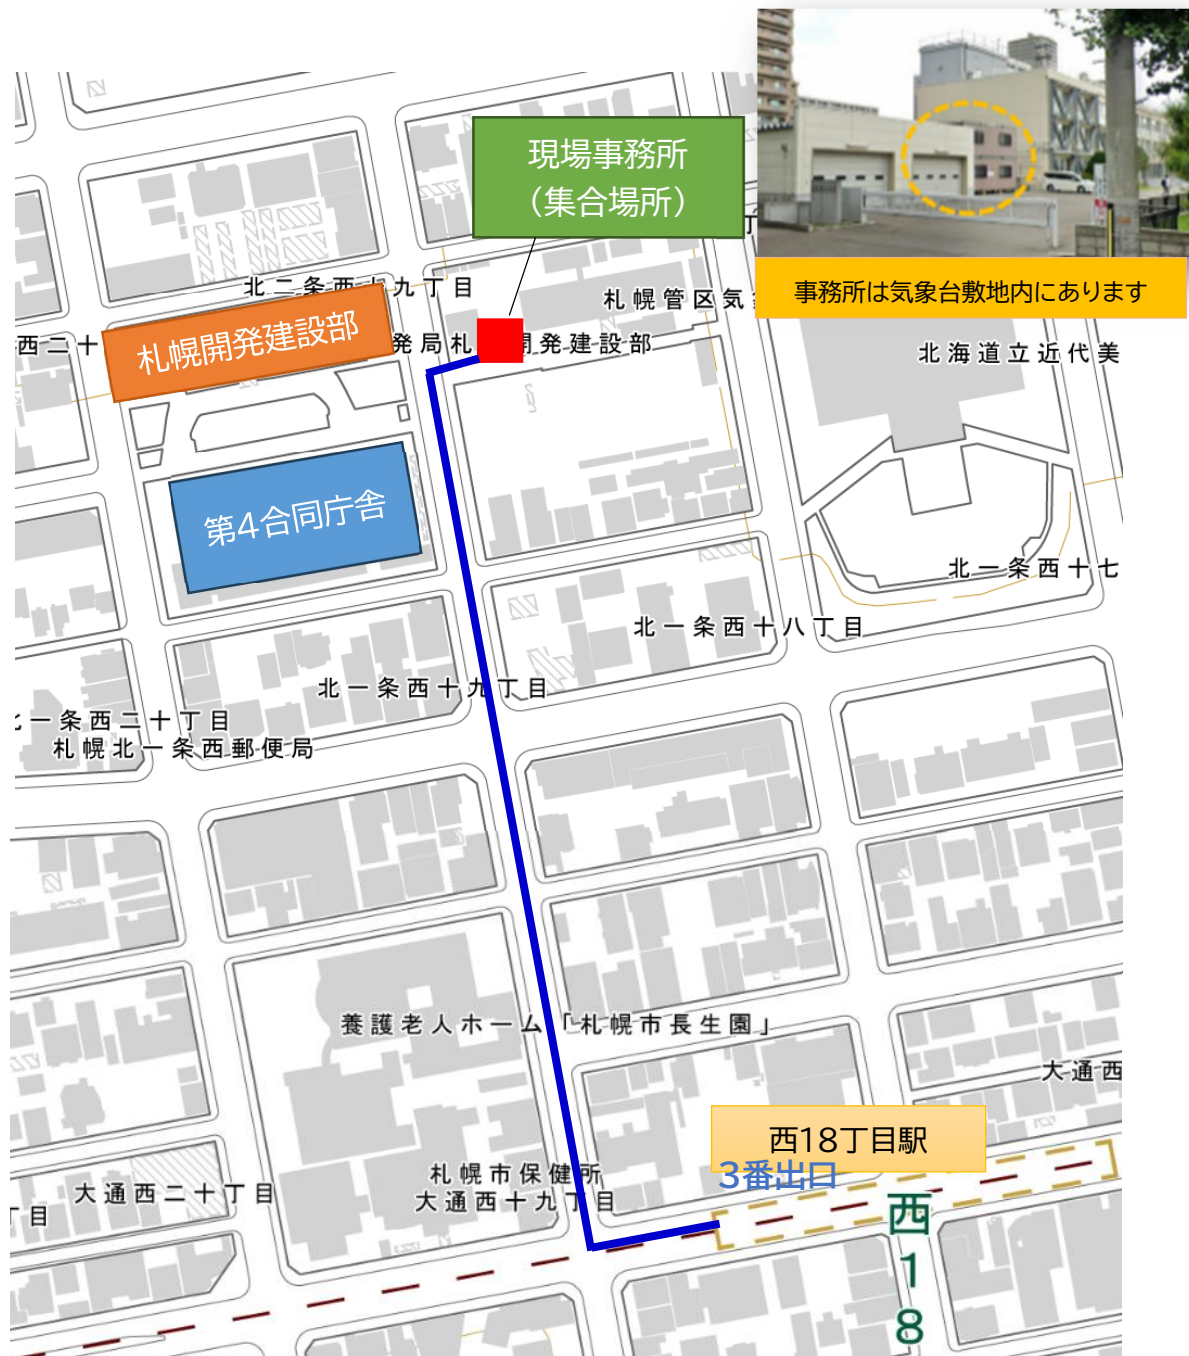 現場事務所
（集合場所）
事務所は気象台敷地内にあります
北二条西十九丁目
札幌管区気
丁
西二十
札幌開発建設部
発局札
開発建設部
北海道立近代美
第4合同庁舎
北一条西十七
北一条西十八丁目
北一条西十九丁目
一条西二十丁目
札幌北一条西郵便局
養護老人ホーム「札幌市長生園」
大通西
西18丁目駅
3番出口
札幌市保健所
大通西十九丁目
大通西二十丁目
丁目
西18